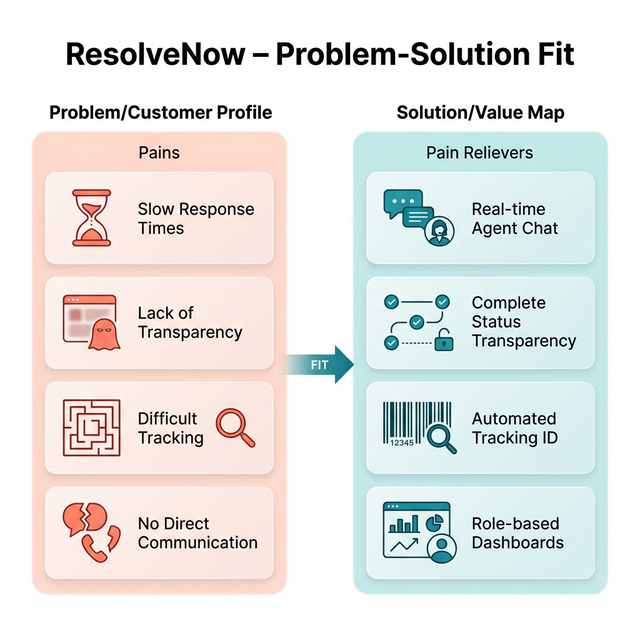 ResolveNow – Problem-Solution Fit
Problem/Customer Profile
Pains
Slow Response
Times
Lack of
Transparency
Difficult
Tracking
No Direct
Communication
FIT
Solution/Value Map
Pain Relievers
Real-time
Agent Chat
Complete
Status
Transparency
12345
Automated
Tracking ID
Role-based
Dashboards